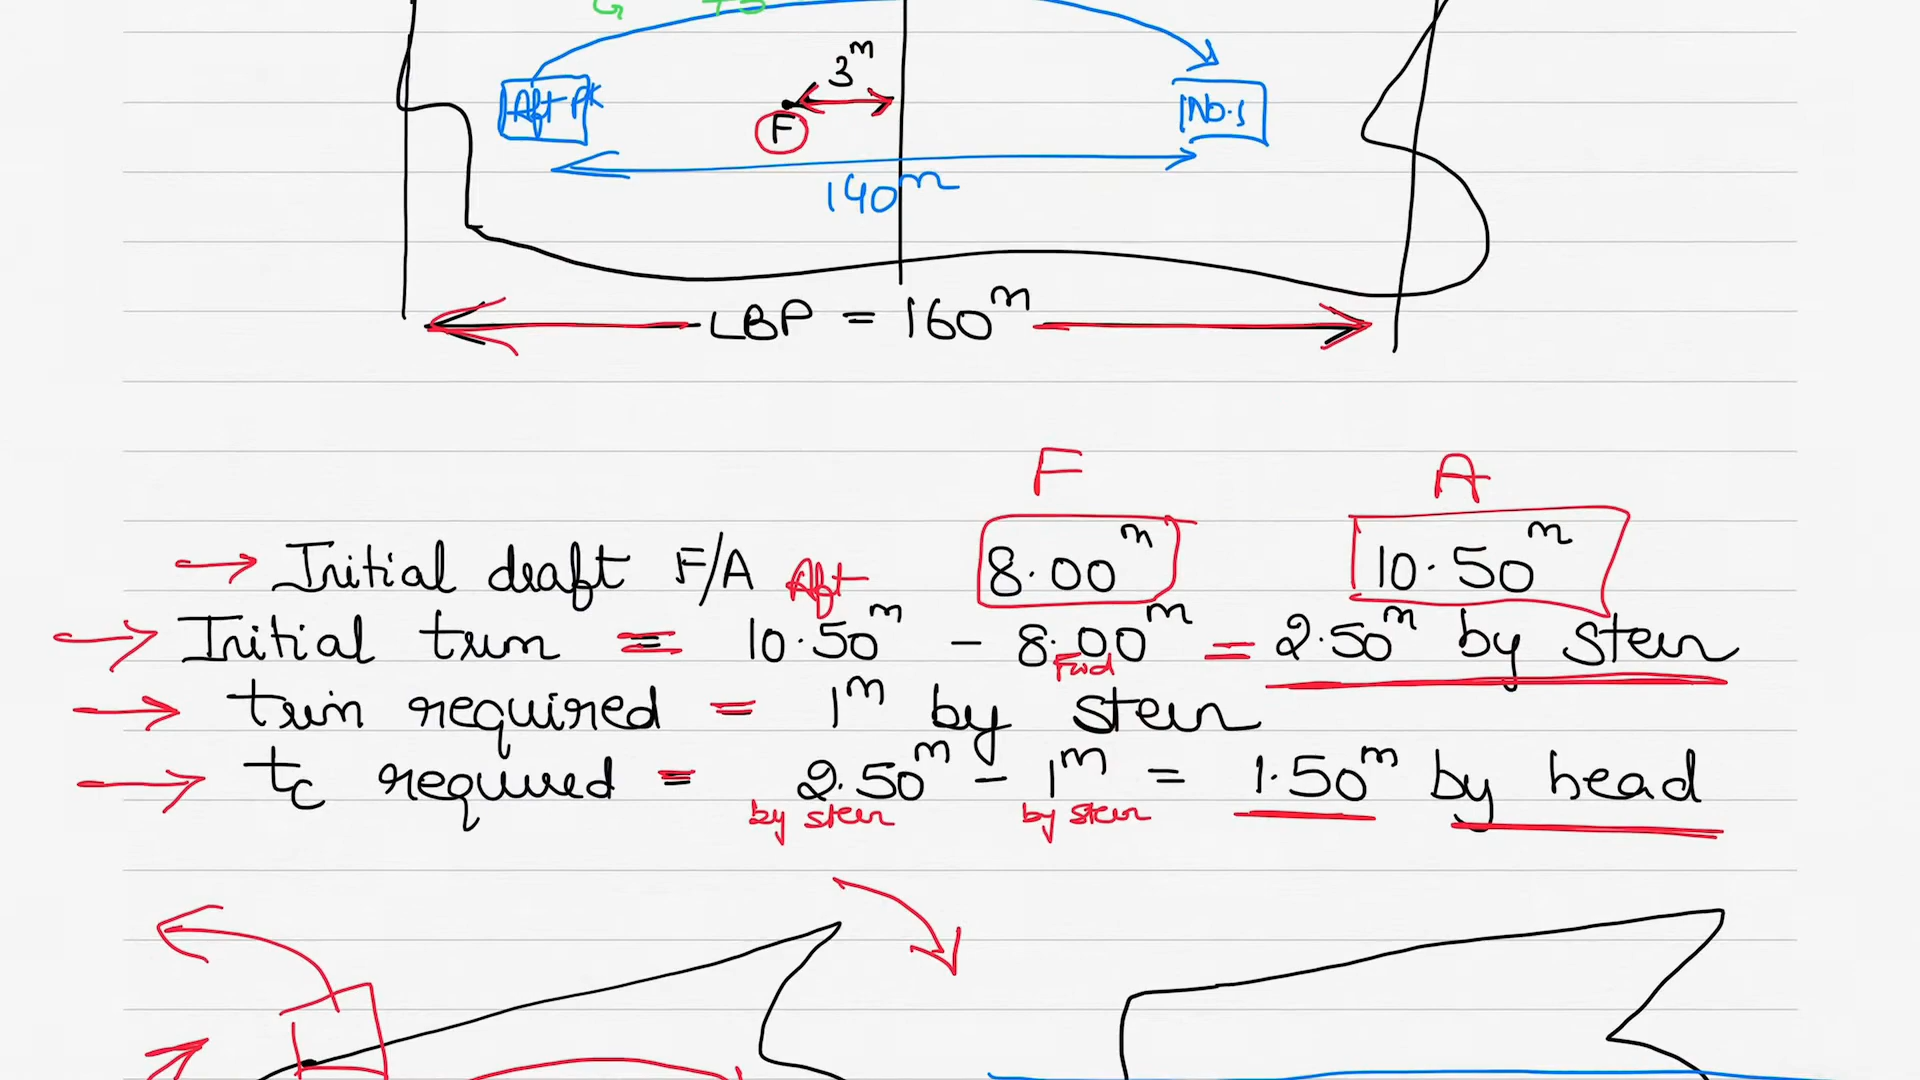 3m
Aft Pk
No.1
F
140m
LBP = 160m
F A
Initial draft F/A 8.00m 10.50m
Aft
Initial trim = 10.50m - 8.00m = 2.50m by stern
Fwd
trim required = 1m by stern
tc required = 2.50m - 1m = 1.50m by head
by stern by stern